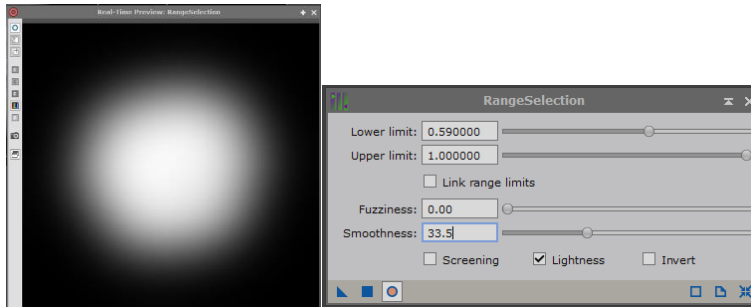 Real-Time Preview: RangeSelection
RangeSelection
Lower limit: 0.590000
Upper limit: 1.000000
Link range limits
Fuzziness: 0.00
Smoothness: 33.5
Screening Lightness Invert